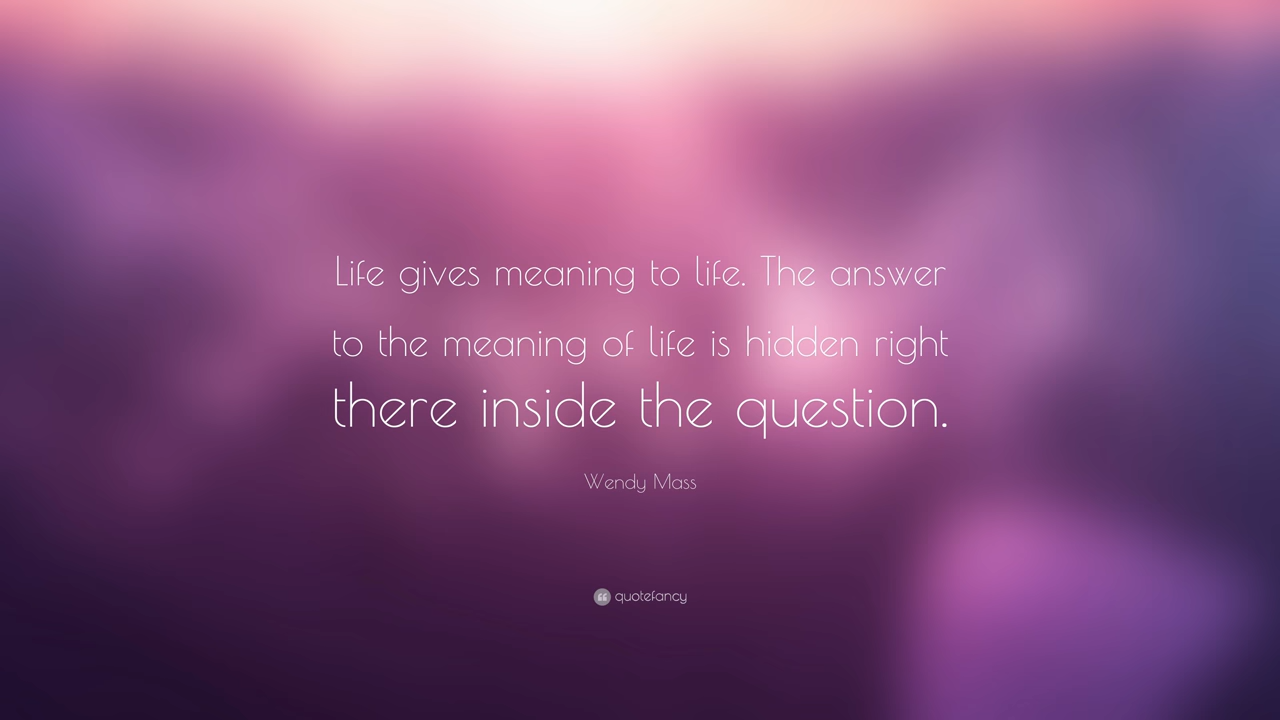 Life gives meaning to life. The answer
to the meaning of life is hidden right
there inside the question.
Wendy Mass
quotefancy